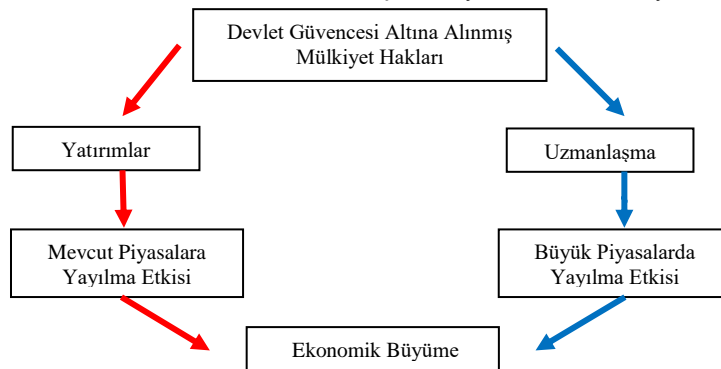 Devlet Güvencesi Altına Alınmış
Mülkiyet Hakları
Yatırımlar
Uzmanlaşma
Mevcut Piyasalara
Yayılma Etkisi
Büyük Piyasalarda
Yayılma Etkisi
Ekonomik Büyüme